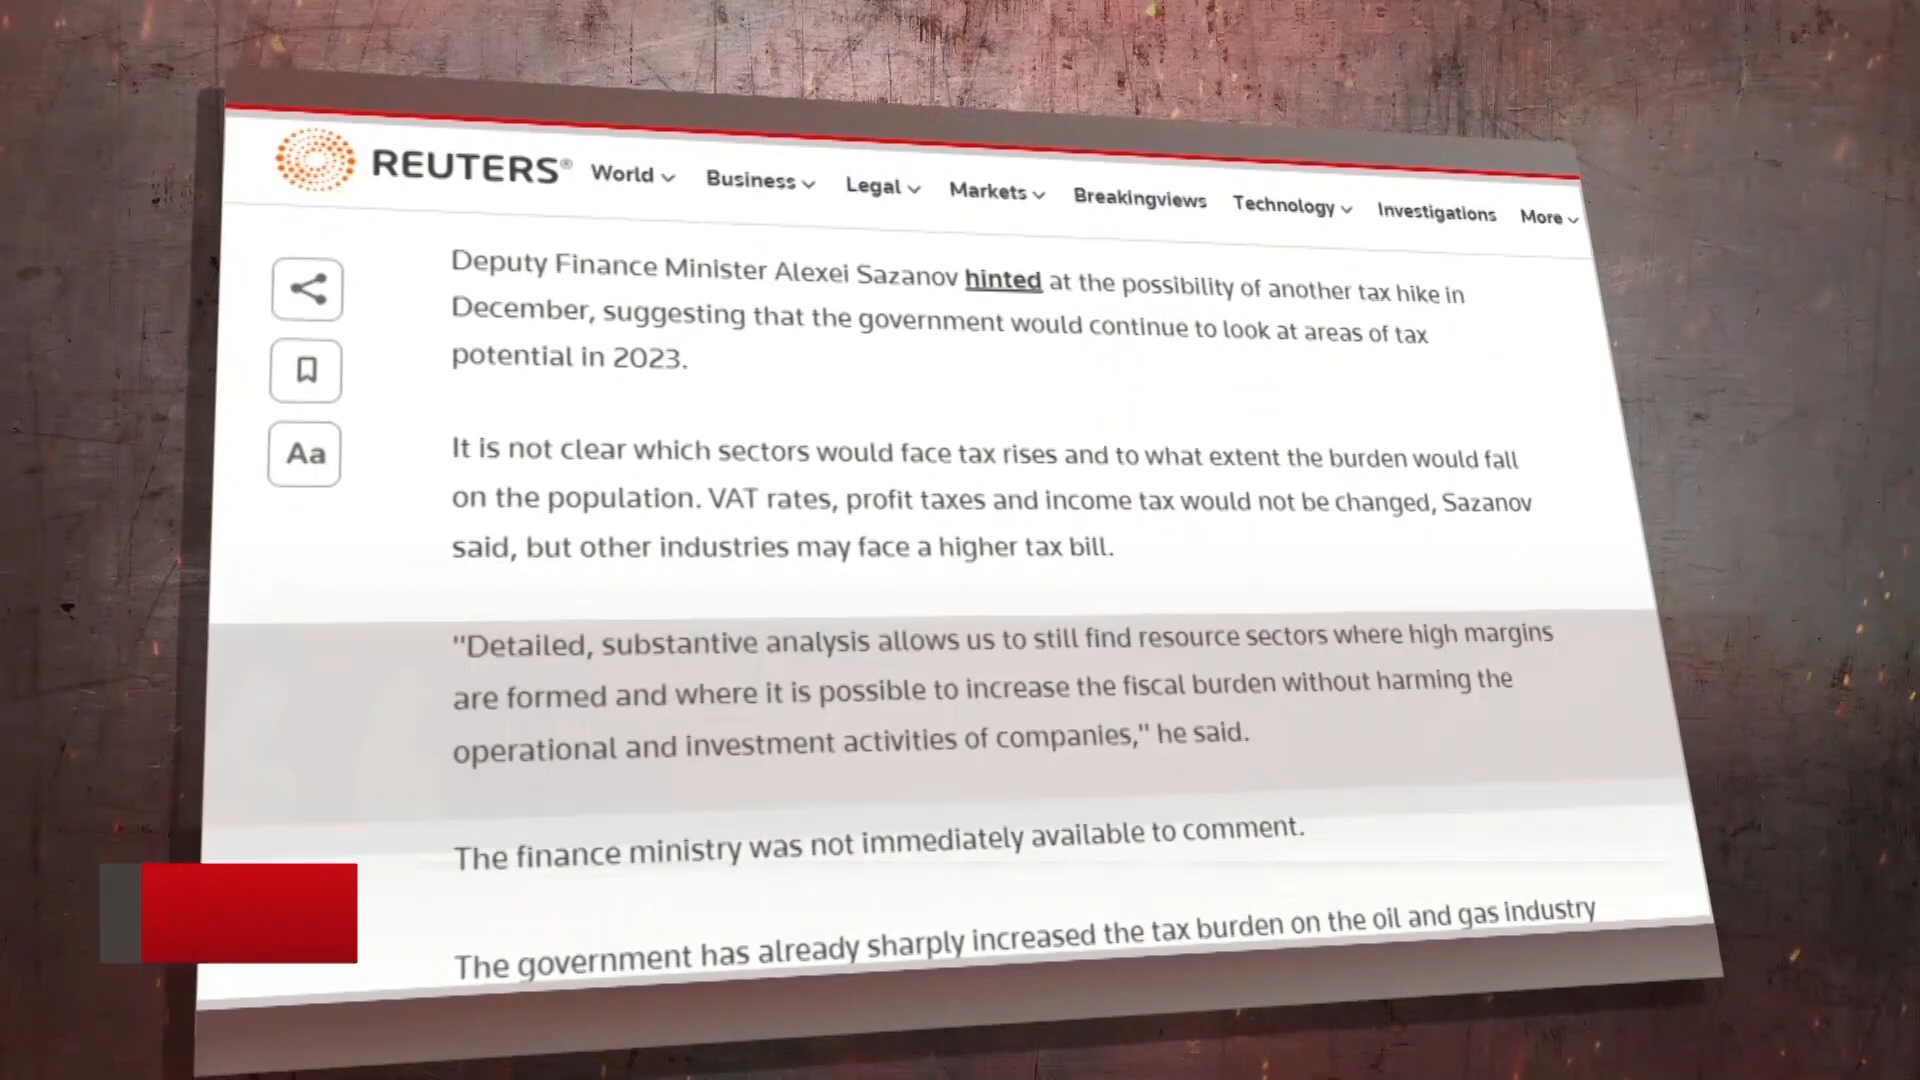 REUTERS®
World
Business
Legal
Markets
Breakingviews
Technology
Investigations
More
Deputy Finance Minister Alexei Sazanov hinted at the possibility of another tax hike in
December, suggesting that the government would continue to look at areas of tax
potential in 2023.
Aa
It is not clear which sectors would face tax rises and to what extent the burden would fall
on the population. VAT rates, profit taxes and income tax would not be changed, Sazanov
said, but other industries may face a higher tax bill.
"Detailed, substantive analysis allows us to still find resource sectors where high margins
are formed and where it is possible to increase the fiscal burden without harming the
operational and investment activities of companies," he said.
The finance ministry was not immediately available to comment.
The government has already sharply increased the tax burden on the oil and gas industry